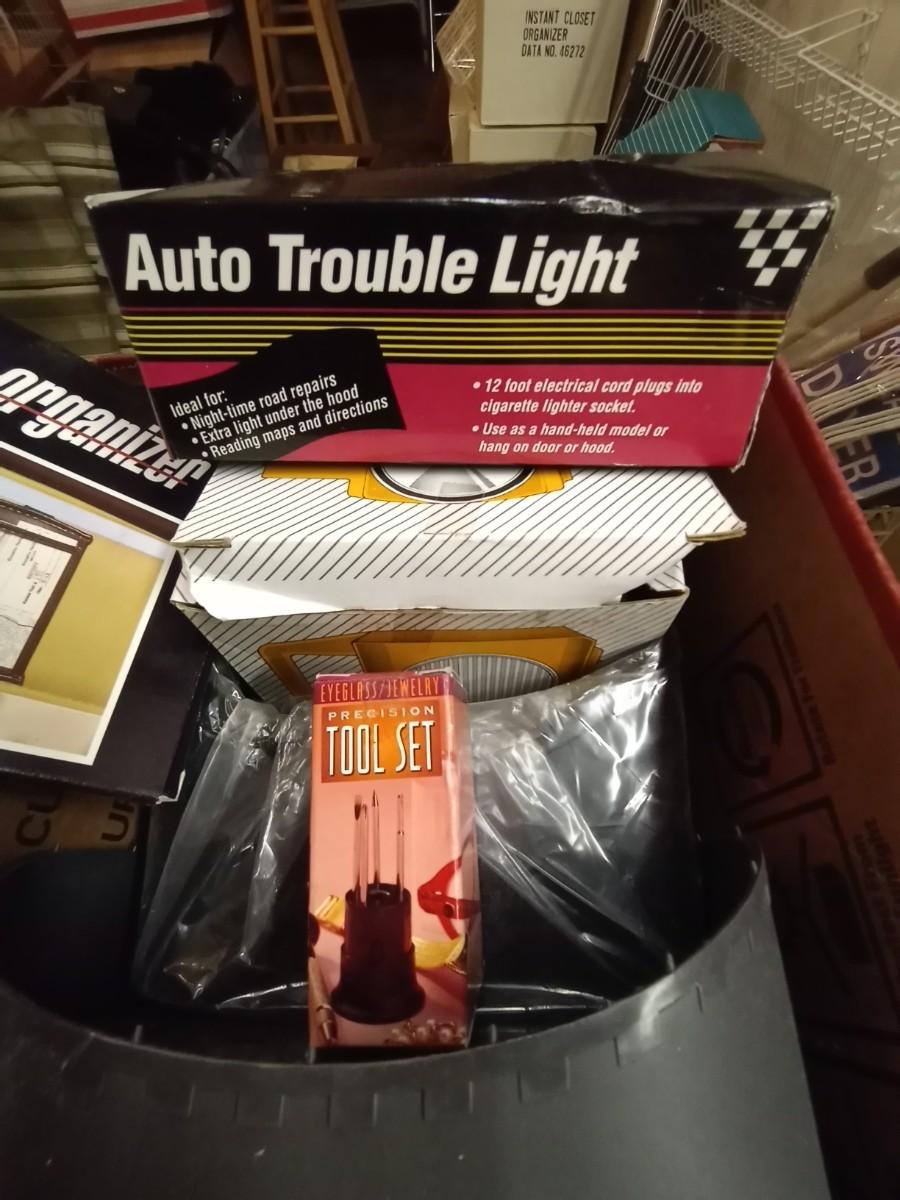 INSTANT CLOSET
ORGANIZER
DATA NO. 46272
Auto Trouble Light
Ideal for:
• Night-time road repairs
• Extra light under the hood
• Reading maps and directions
• 12 foot electrical cord plugs into
cigarette lighter socket.
• Use as a hand-held model or
hang on door or hood.
organizer
EYEGLASS/JEWELRY
PRECISION
TOOL SET